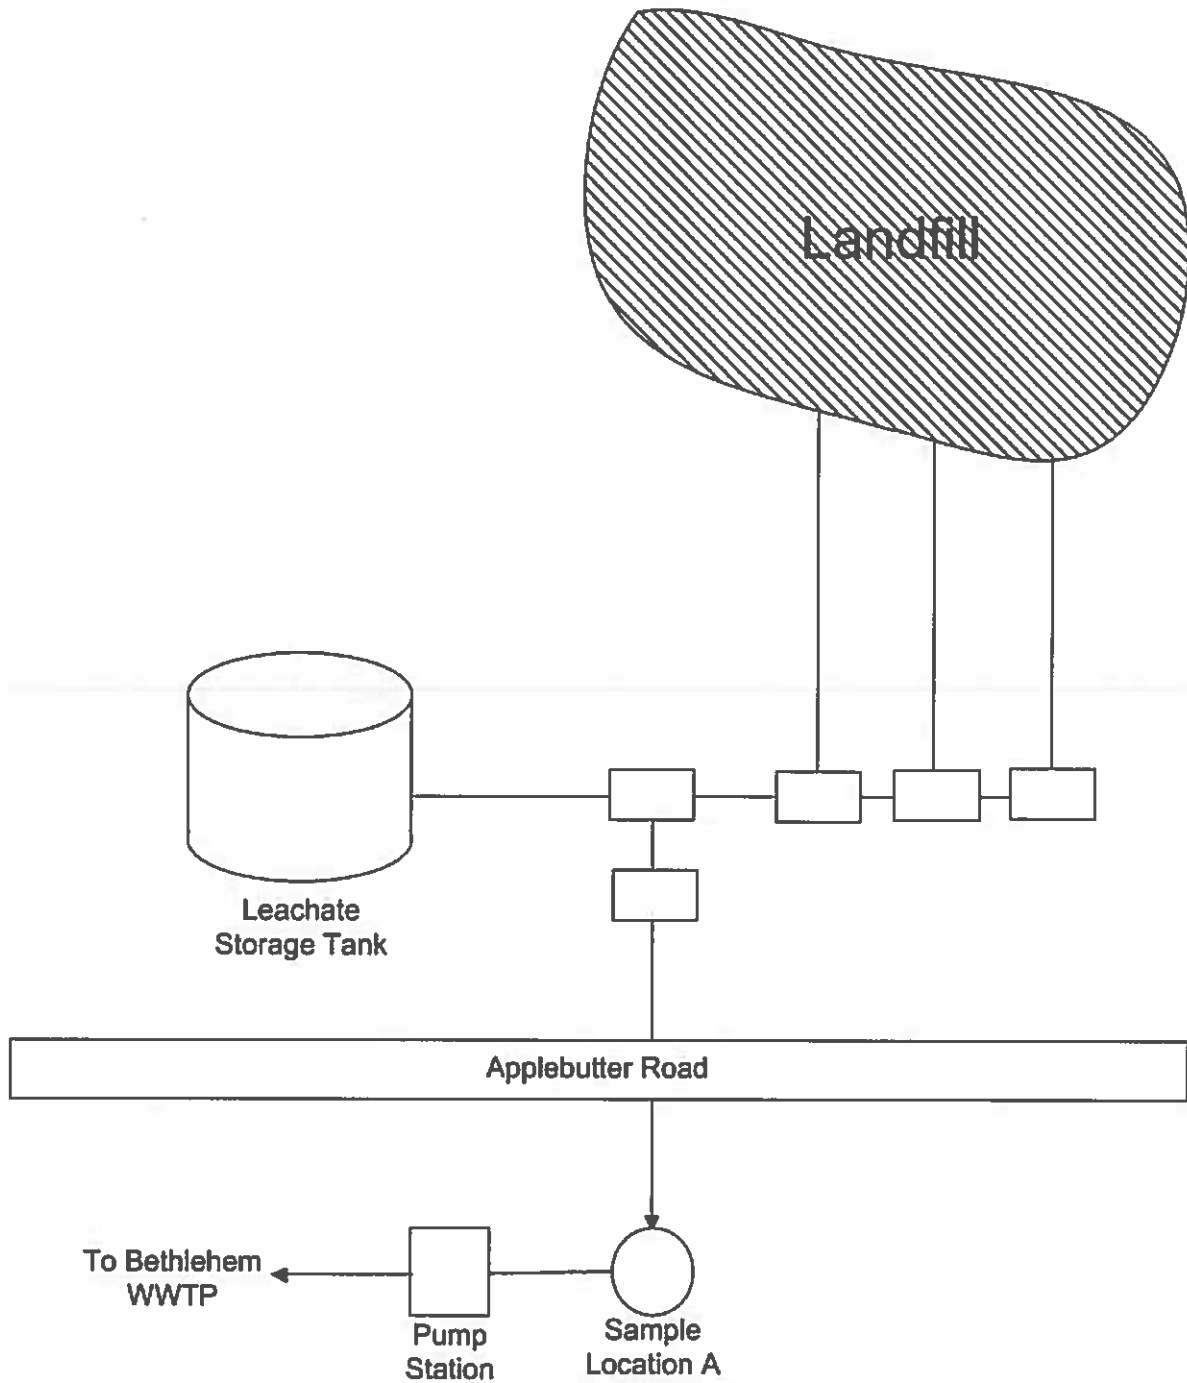 Landfill
Leachate
Storage Tank
Applebutter Road
To Bethlehem
WWTP
Pump
Station
Sample
Location A